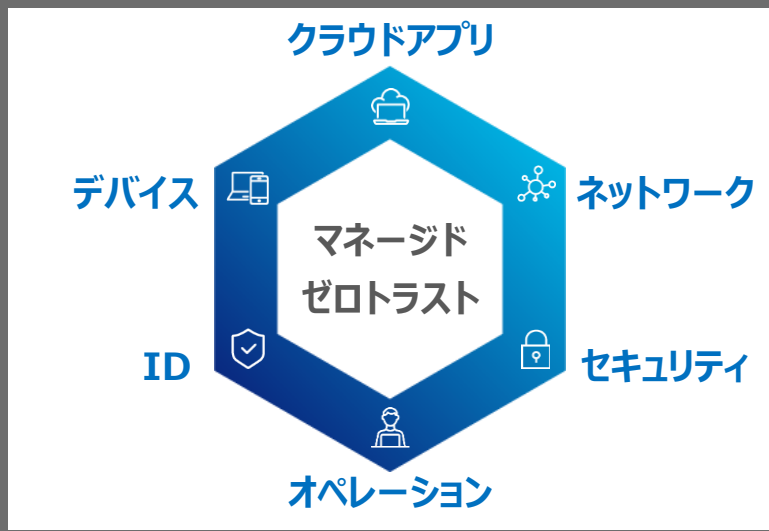 クラウドアプリ
デバイス
ネットワーク
マネージド
ゼロトラスト
ID
セキュリティ
オペレーション